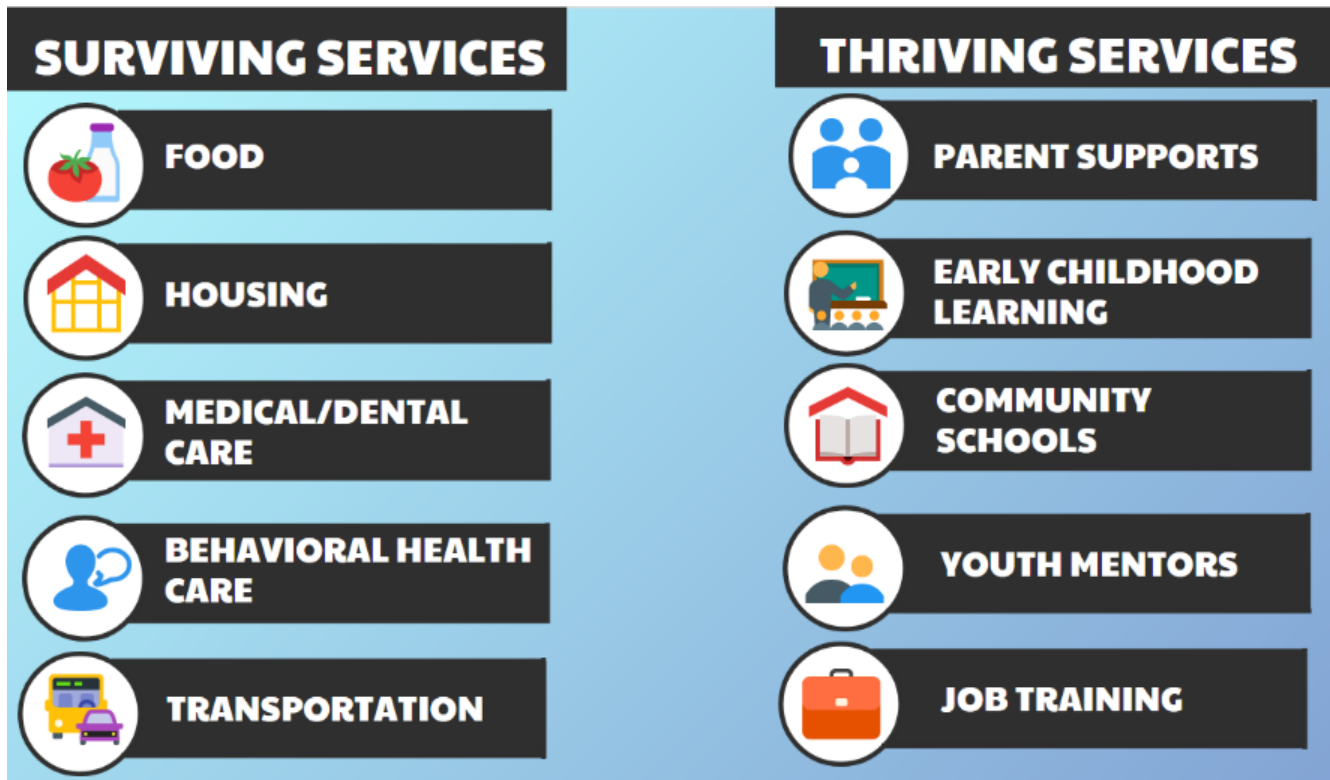 SURVIVING SERVICES
FOOD
HOUSING
MEDICAL/DENTAL
CARE
BEHAVIORAL HEALTH
CARE
TRANSPORTATION
THRIVING SERVICES
PARENT SUPPORTS
EARLY CHILDHOOD
LEARNING
COMMUNITY
SCHOOLS
YOUTH MENTORS
JOB TRAINING